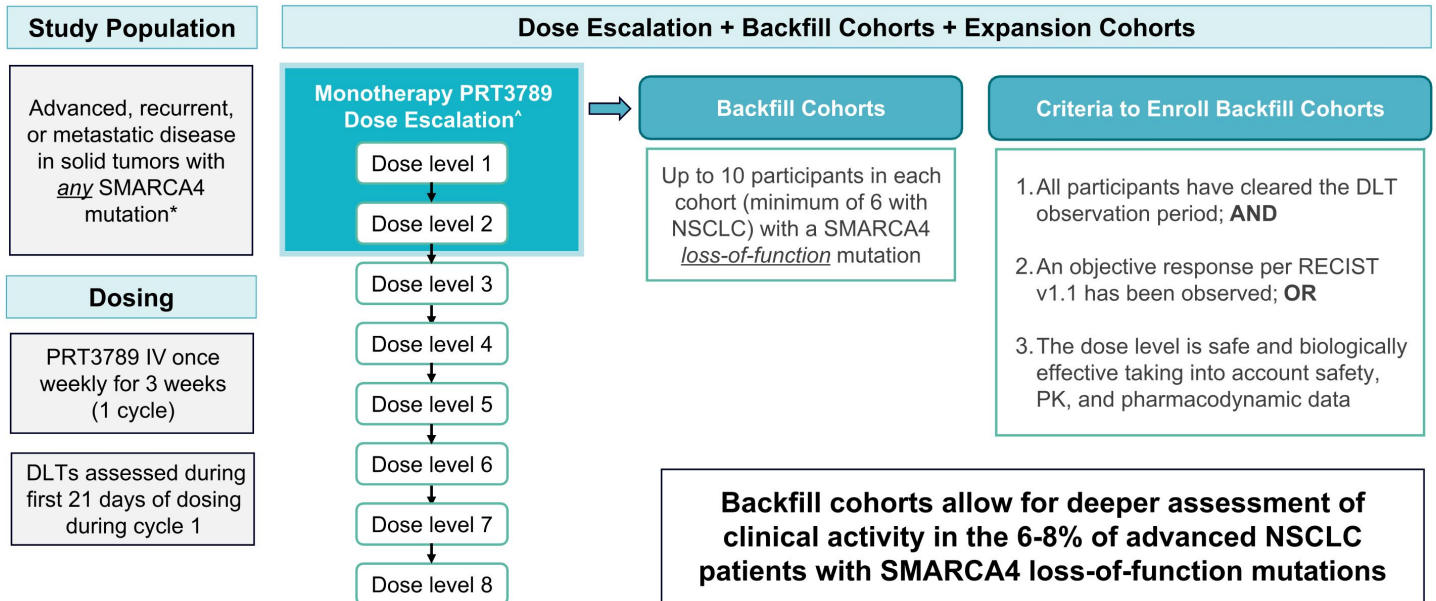 Study Population
Advanced, recurrent,
or metastatic disease
in solid tumors with
any SMARCA4
mutation*
Dosing
PRT3789 IV once
weekly for 3 weeks
(1 cycle)
DLTs assessed during
first 21 days of dosing
during cycle 1
Dose Escalation + Backfill Cohorts + Expansion Cohorts
Monotherapy PRT3789
Dose Escalation^
Dose level 1
Dose level 2
Dose level 3
Dose level 4
Dose level 5
Dose level 6
Dose level 7
Dose level 8
Backfill Cohorts
Up to 10 participants in each
cohort (minimum of 6 with
NSCLC) with a SMARCA4
loss-of-function mutation
Criteria to Enroll Backfill Cohorts
1. All participants have cleared the DLT
observation period; AND
2. An objective response per RECIST
v1.1 has been observed; OR
3. The dose level is safe and biologically
effective taking into account safety,
PK, and pharmacodynamic data
Backfill cohorts allow for deeper assessment of
clinical activity in the 6-8% of advanced NSCLC
patients with SMARCA4 loss-of-function mutations